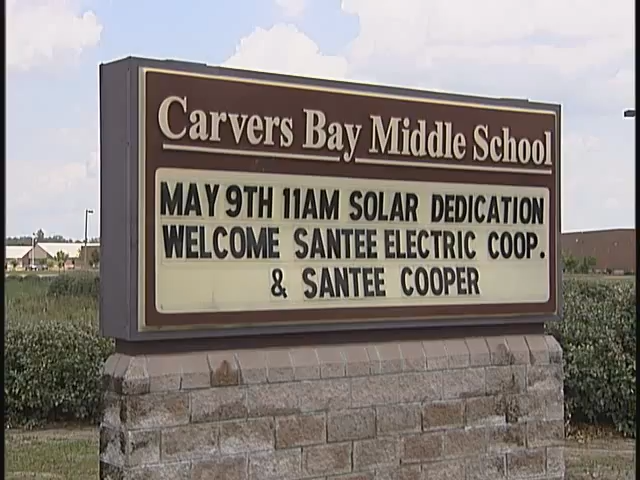 Carvers Bay Middle School
MAY 9TH 11AM SOLAR DEDICATION
WELCOME SANTEE ELECTRIC COOP.
& SANTEE COOPER